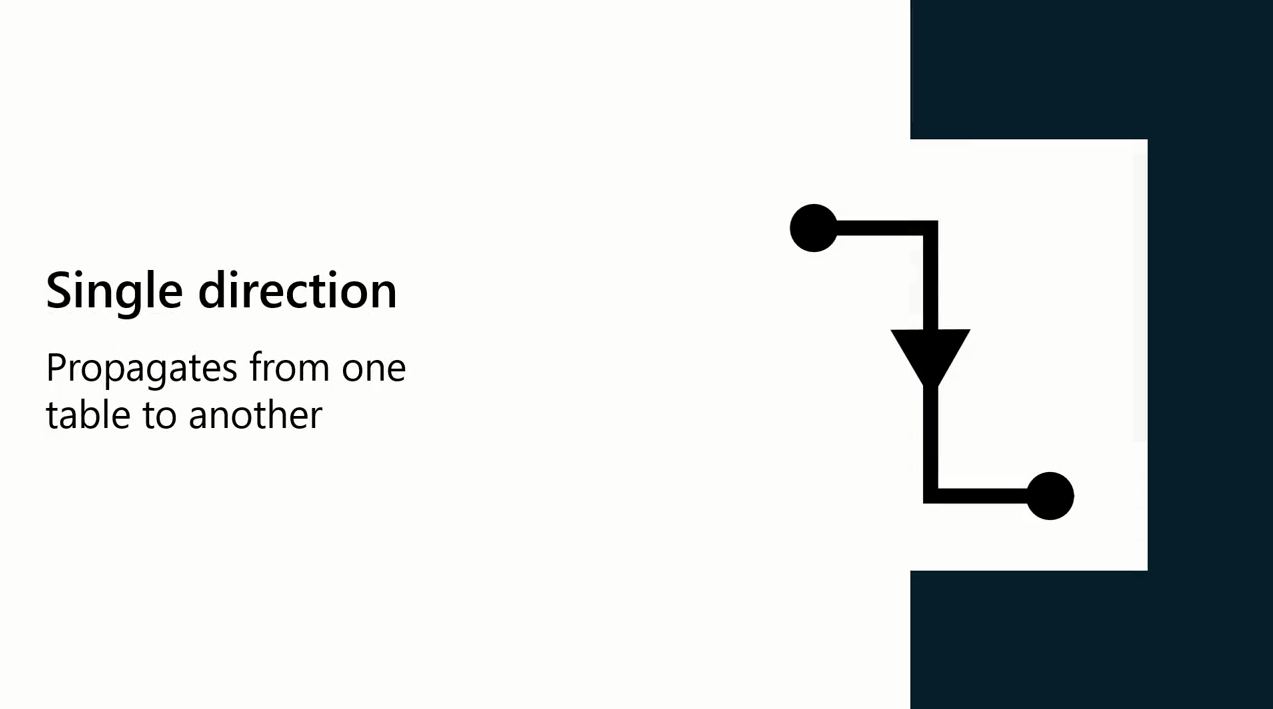 Single direction
Propagates from one
table to another